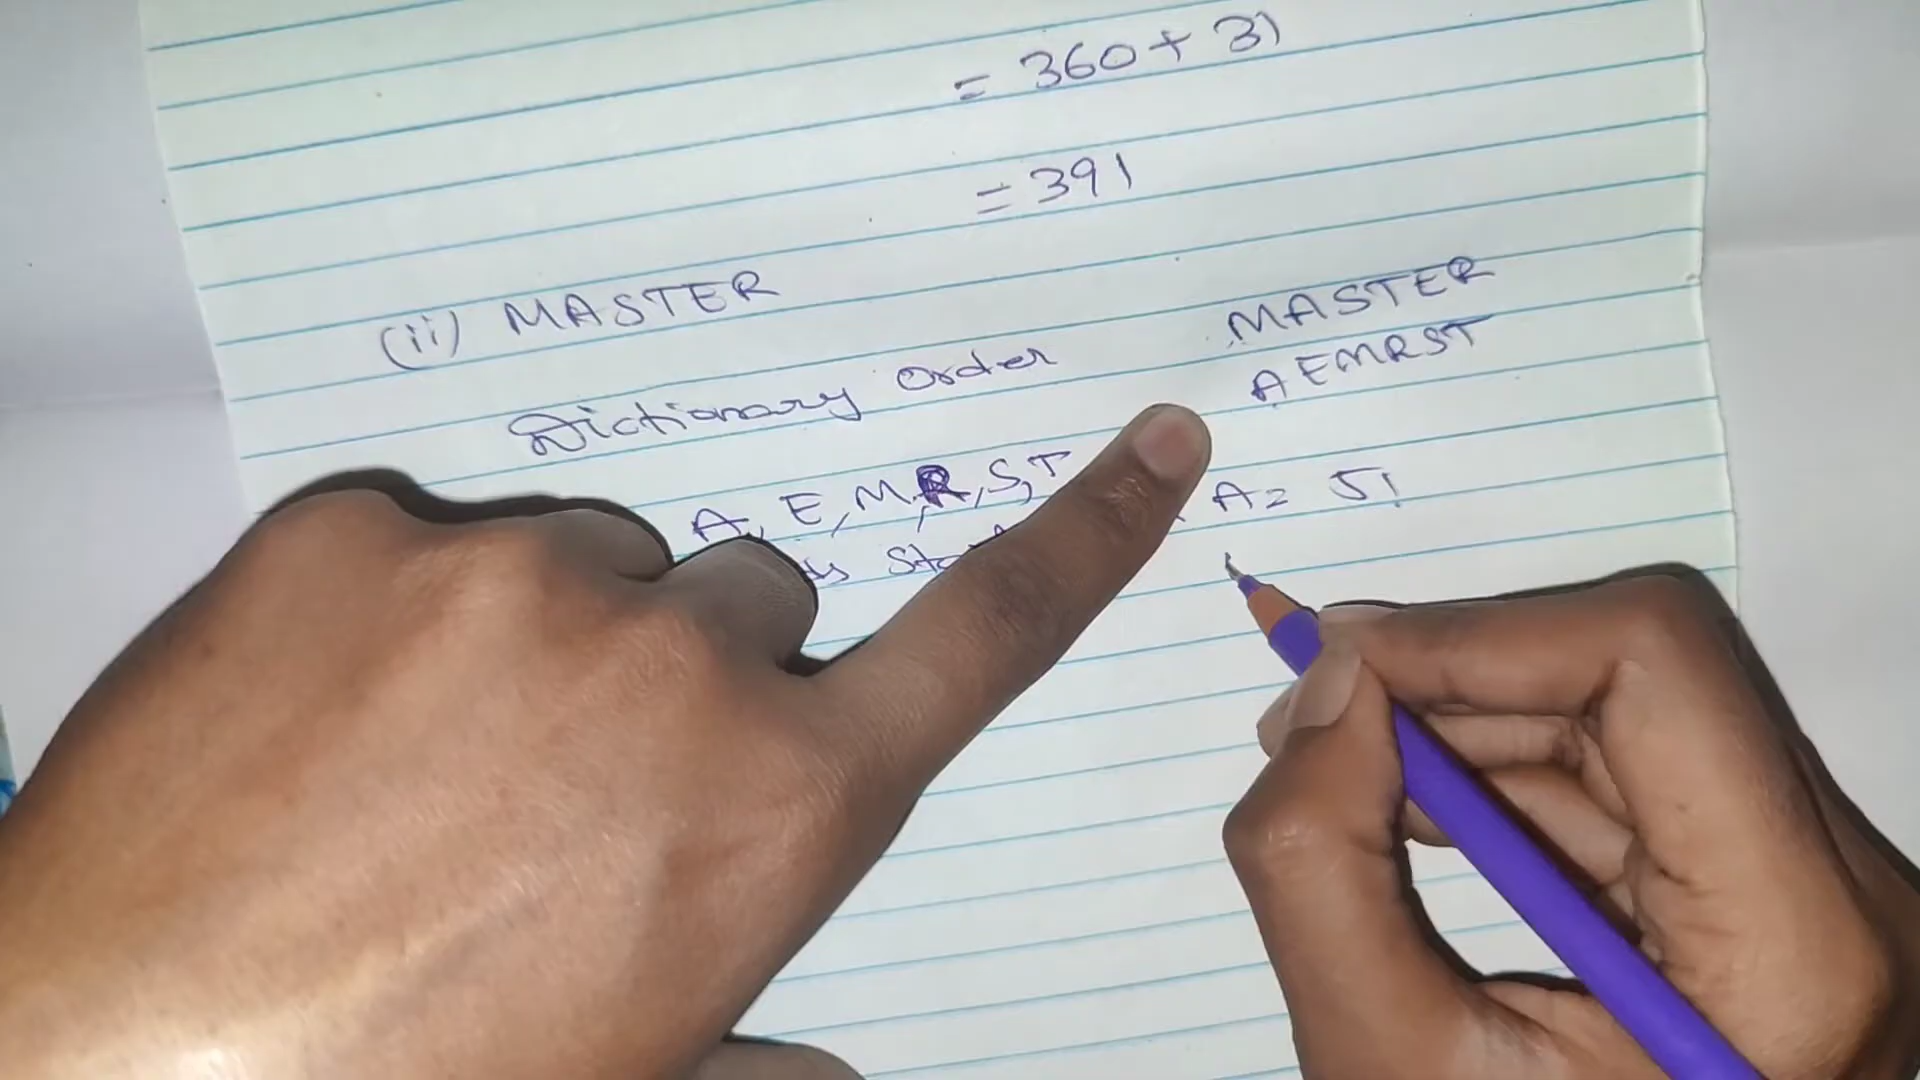 = 360 + 31
= 391
(ii) MASTER
MASTER
Dictionary Order
AEMRST
A, E, M, R, S, T
A = 5!